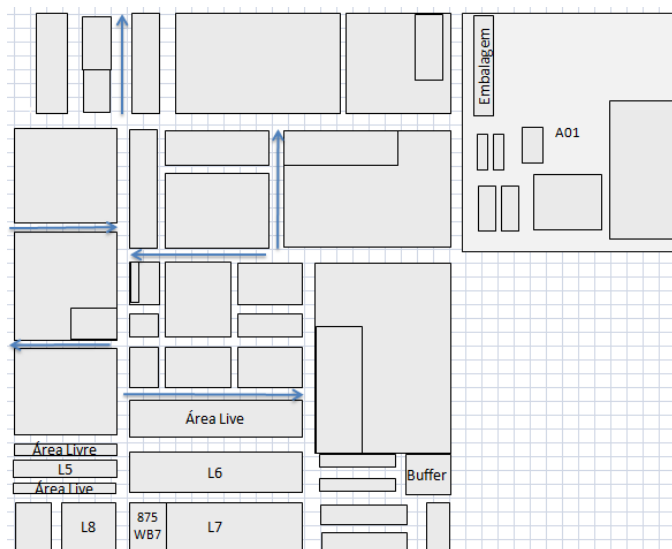 Embalagem
A01
Área Live
Área Livre
L5
Área Live
L6
Buffer
L8
875
WB7
L7